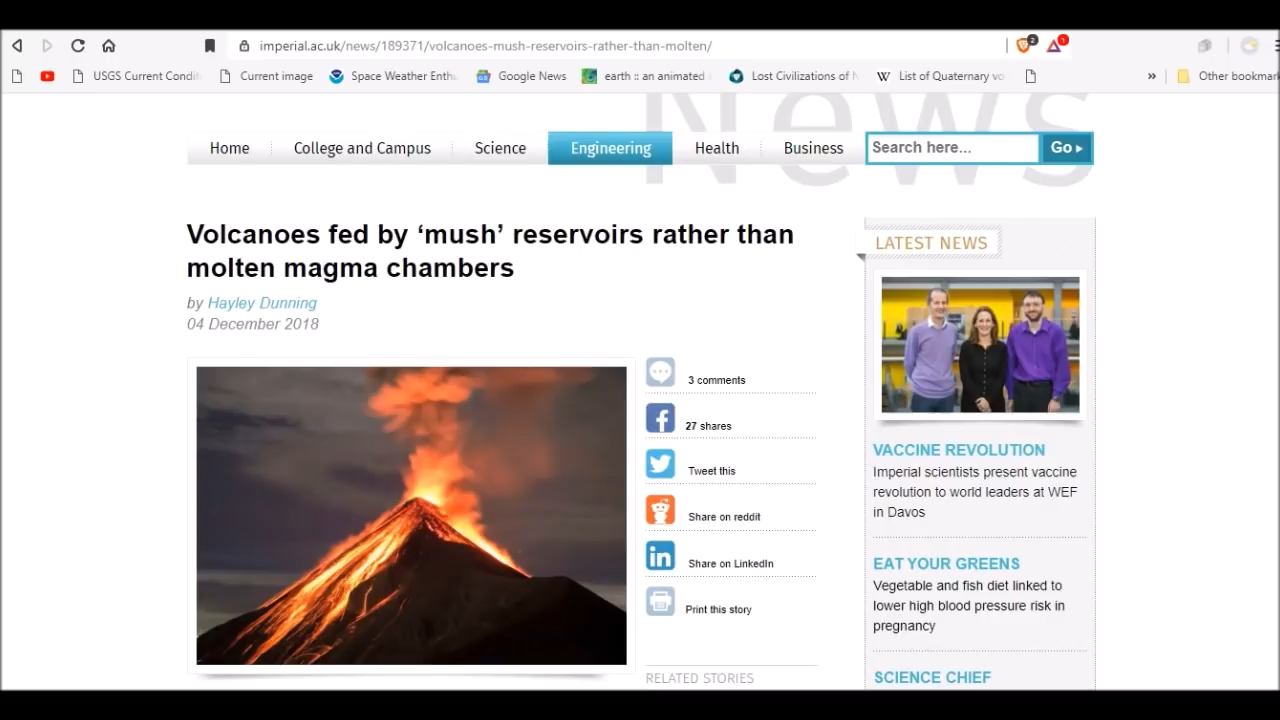 imperial.ac.uk/news/189371/volcanoes-mush-reservoirs-rather-than-molten/
2
1
USGS Current Condit
Current image
Space Weather Enthu
Google News
earth :: an animated
Lost Civilizations of N
List of Quaternary vo
»
Other bookmark
News
Home
College and Campus
Science
Engineering
Health
Business
Search here...
Go
Volcanoes fed by ‘mush’ reservoirs rather than
molten magma chambers
by Hayley Dunning
04 December 2018
3 comments
27 shares
Tweet this
Share on reddit
Share on LinkedIn
Print this story
RELATED STORIES
LATEST NEWS
VACCINE REVOLUTION
Imperial scientists present vaccine
revolution to world leaders at WEF
in Davos
EAT YOUR GREENS
Vegetable and fish diet linked to
lower high blood pressure risk in
pregnancy
SCIENCE CHIEF